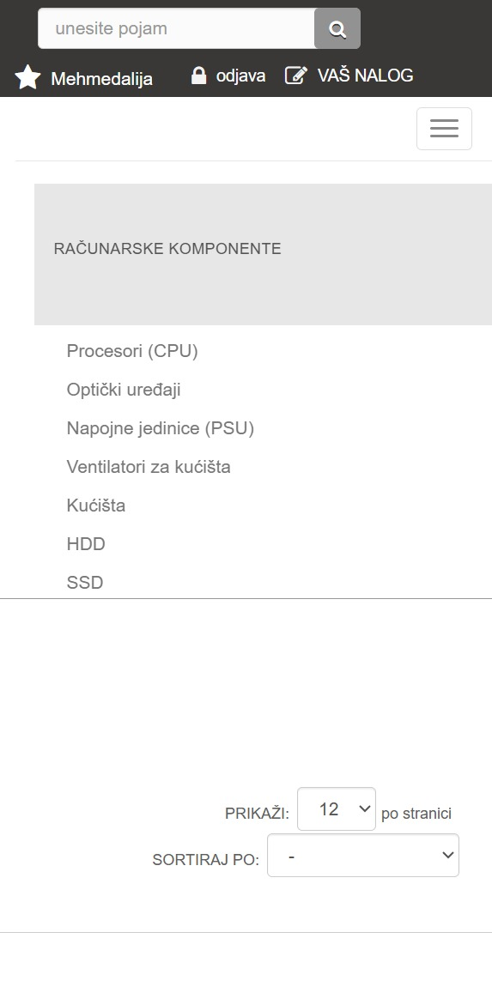 unesite pojam
Mehmedalija odjava VAŠ NALOG
RAČUNARSKE KOMPONENTE
Procesori (CPU)
Optički uređaji
Napojne jedinice (PSU)
Ventilatori za kućišta
Kućišta
HDD
SSD
PRIKAŽI: 12 po stranici
SORTIRAJ PO: -